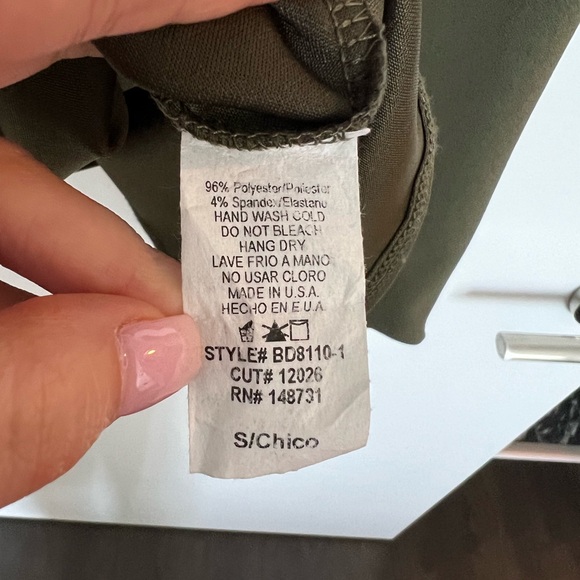 96% Polyester/Poliester
4% Spandex/Elastano
HAND WASH COLD
DO NOT BLEACH
HANG DRY
LAVE FRIO A MANO
NO USAR CLORO
MADE IN U.S.A.
HECHO EN E.U.A.
STYLE# BD8110-1
CUT# 12026
RN# 148731
S/Chico